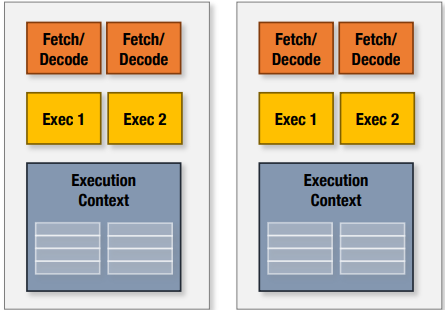 Fetch/ Fetch/
Decode Decode
Exec 1 Exec 2
Execution
Context
Fetch/ Fetch/
Decode Decode
Exec 1 Exec 2
Execution
Context